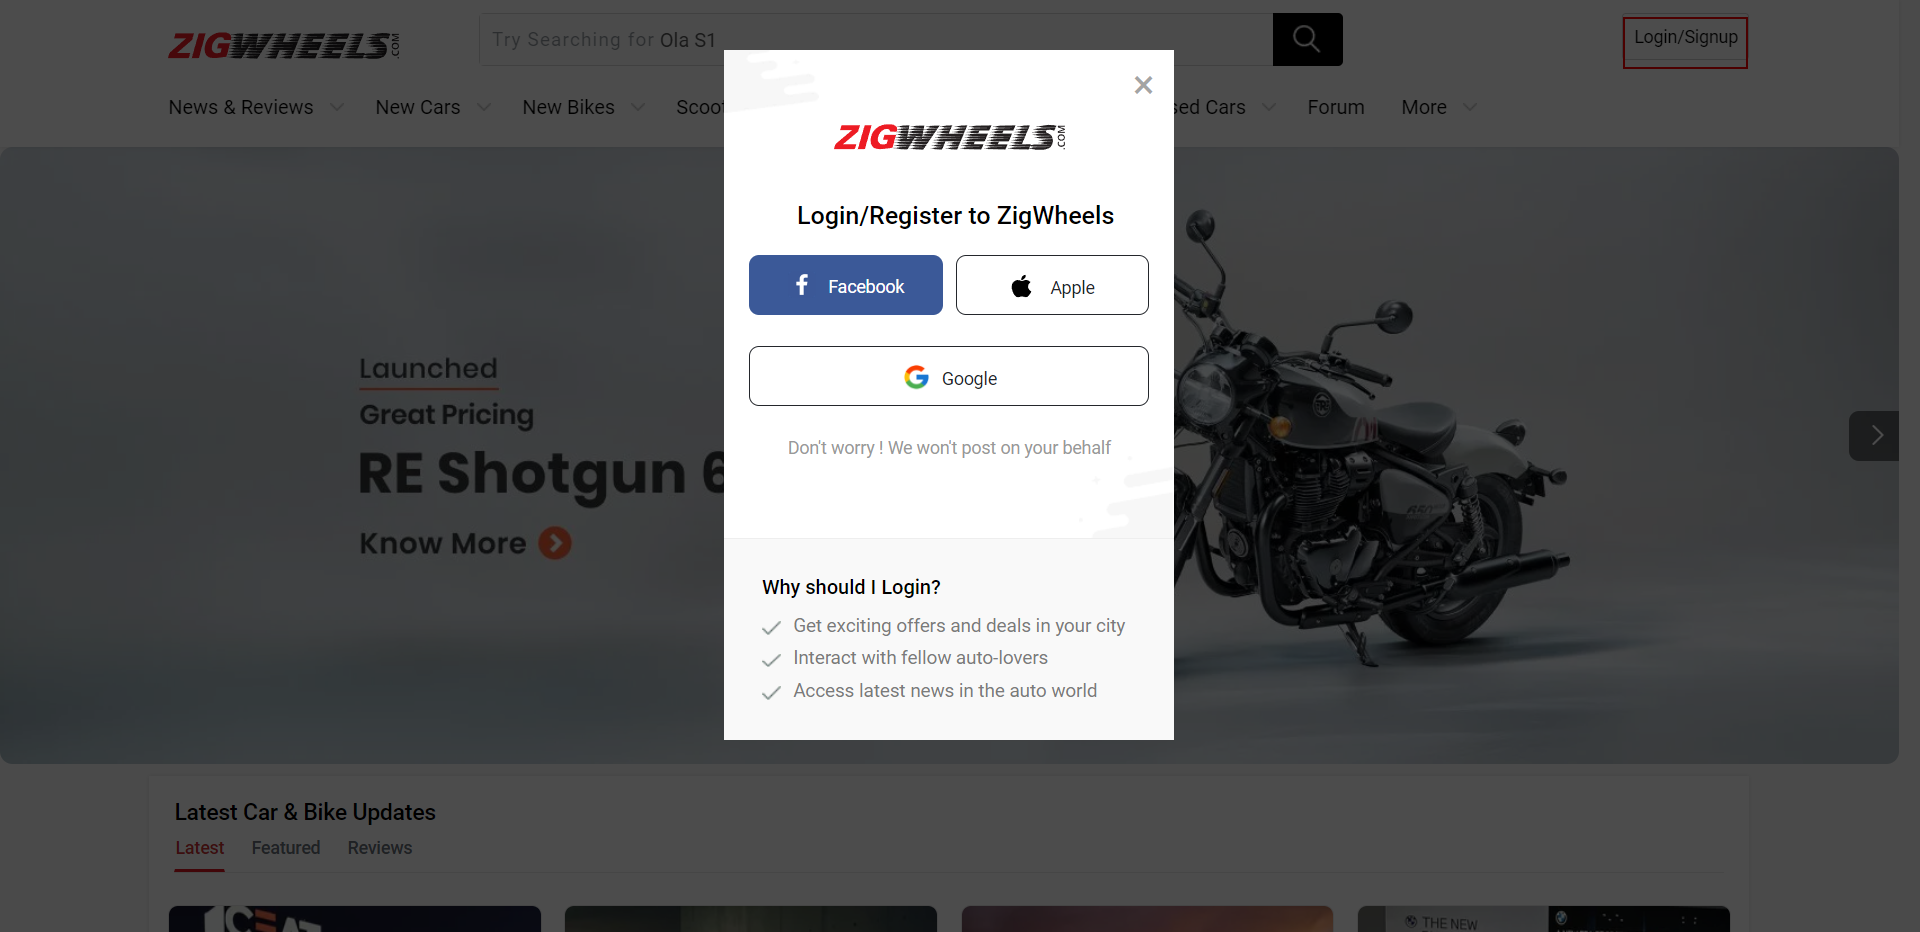 ZIGWHEELS.COM
Try Searching for Ola S1
Login/Signup
News & Reviews New Cars New Bikes Scoot sed Cars Forum More
ZIGWHEELS.COM
Login/Register to ZigWheels
Facebook Apple
Google
Don't worry ! We won't post on your behalf
Why should I Login?
Get exciting offers and deals in your city
Interact with fellow auto-lovers
Access latest news in the auto world
Launched
Great Pricing
RE Shotgun 6
Know More
650
Latest Car & Bike Updates
Latest Featured Reviews
CEAT
THE NEW